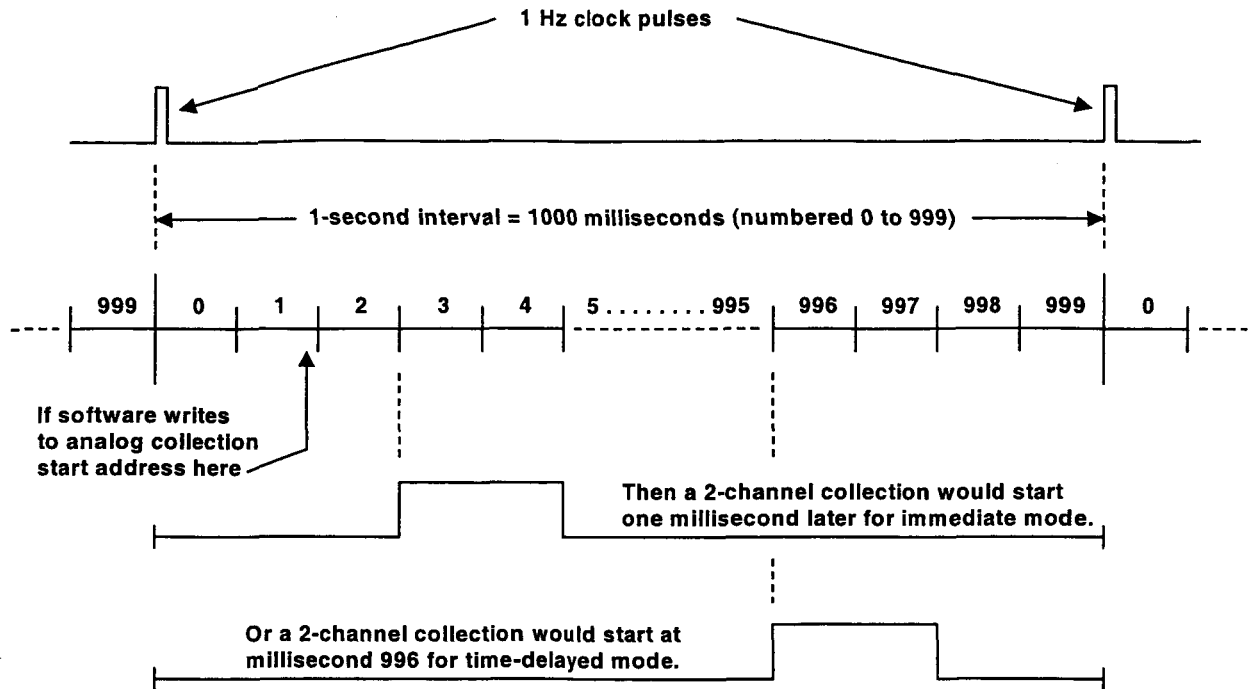 1 Hz clock pulses
1-second interval = 1000 milliseconds (numbered 0 to 999)
999 0 1 2 3 4 5 . . . . . . . . 995 996 997 998 999 0
If software writes
to analog collection
start address here
Then a 2-channel collection would start
one millisecond later for immediate mode.
Or a 2-channel collection would start at
millisecond 996 for time-delayed mode.